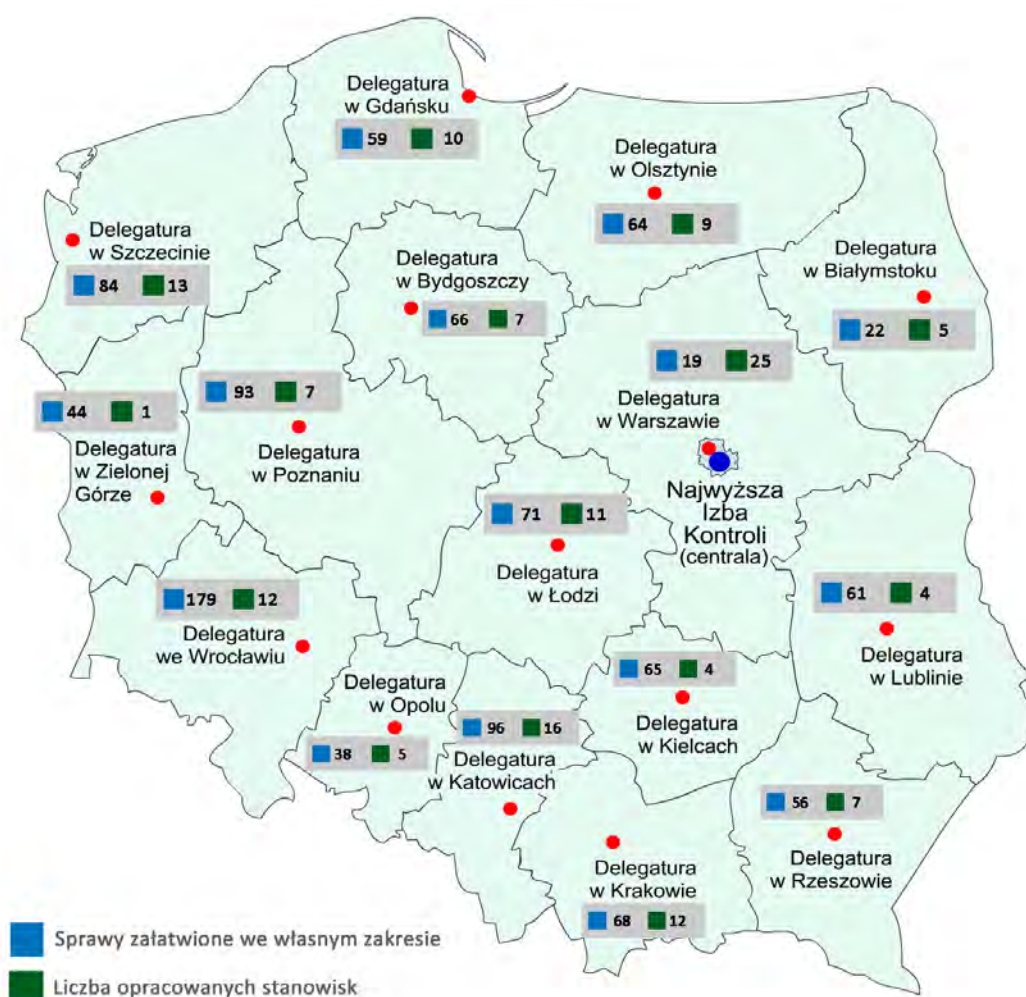 Delegatura
w Gdańsku
59 10
Delegatura
w Olsztynie
64 9
Delegatura
w Szczecinie
84 13
Delegatura
w Bydgoszczy
66 7
Delegatura
w Białymstoku
22 5
19 25
Delegatura
w Warszawie
Najwyższa
Izba
Kontroli
(centrala)
93 7
Delegatura
w Poznaniu
44 1
Delegatura
w Zielonej
Górze
71 11
Delegatura
w Łodzi
179 12
Delegatura
we Wrocławiu
61 4
Delegatura
w Lublinie
65 4
Delegatura
w Kielcach
Delegatura
w Opolu
38 5
96 16
Delegatura
w Katowicach
56 7
Delegatura
w Rzeszowie
Delegatura
w Krakowie
68 12
Sprawy załatwione we własnym zakresie
Liczba opracowanych stanowisk